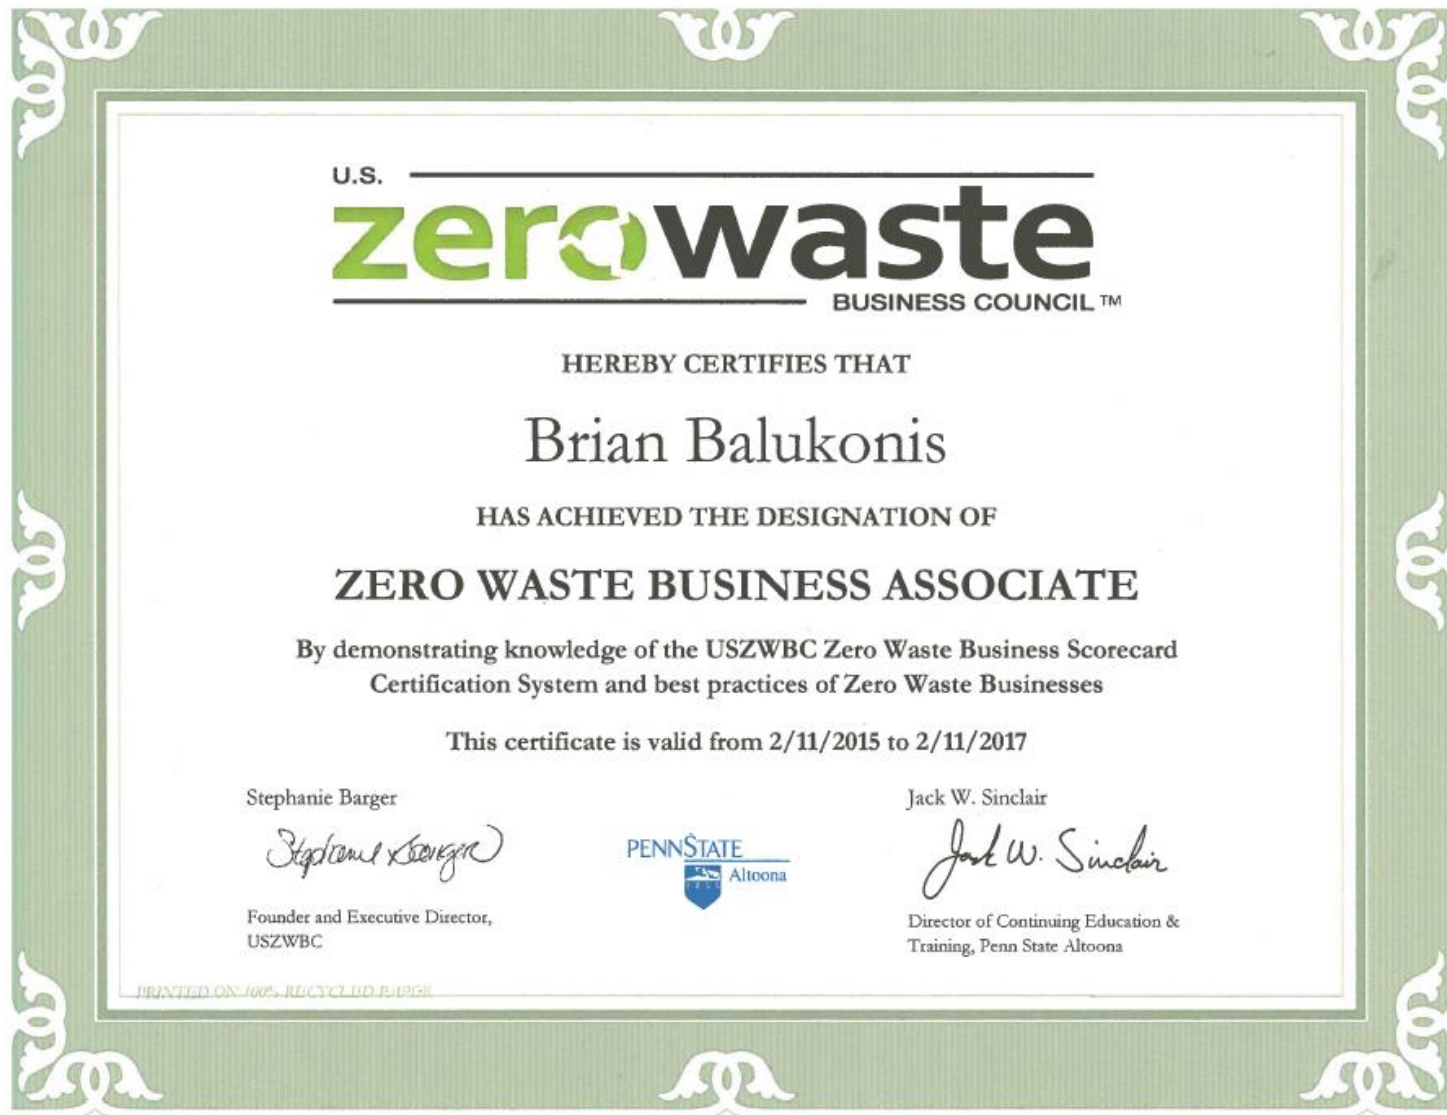 U.S.
zerowaste
BUSINESS COUNCIL™
HEREBY CERTIFIES THAT
Brian Balukonis
HAS ACHIEVED THE DESIGNATION OF
ZERO WASTE BUSINESS ASSOCIATE
By demonstrating knowledge of the USZWBC Zero Waste Business Scorecard
Certification System and best practices of Zero Waste Businesses
This certificate is valid from 2/11/2015 to 2/11/2017
Stephanie Barger
Stephanie Barger
Founder and Executive Director,
USZWBC
PENNSTATE
Altoona
Jack W. Sinclair
Jack W. Sinclair
Director of Continuing Education &
Training, Penn State Altoona
PRINTED ON 100% RECYCLED PAPER